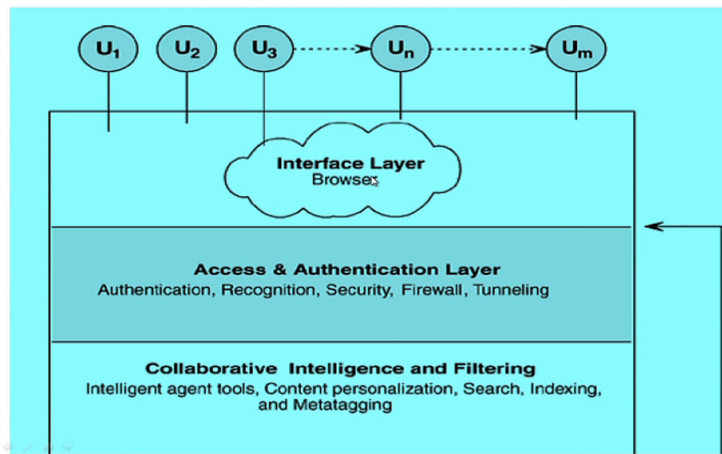 U1 U2 U3 Un Um
Interface Layer
Browser
Access & Authentication Layer
Authentication, Recognition, Security, Firewall, Tunneling
Collaborative Intelligence and Filtering
Intelligent agent tools, Content personalization, Search, Indexing,
and Metatagging